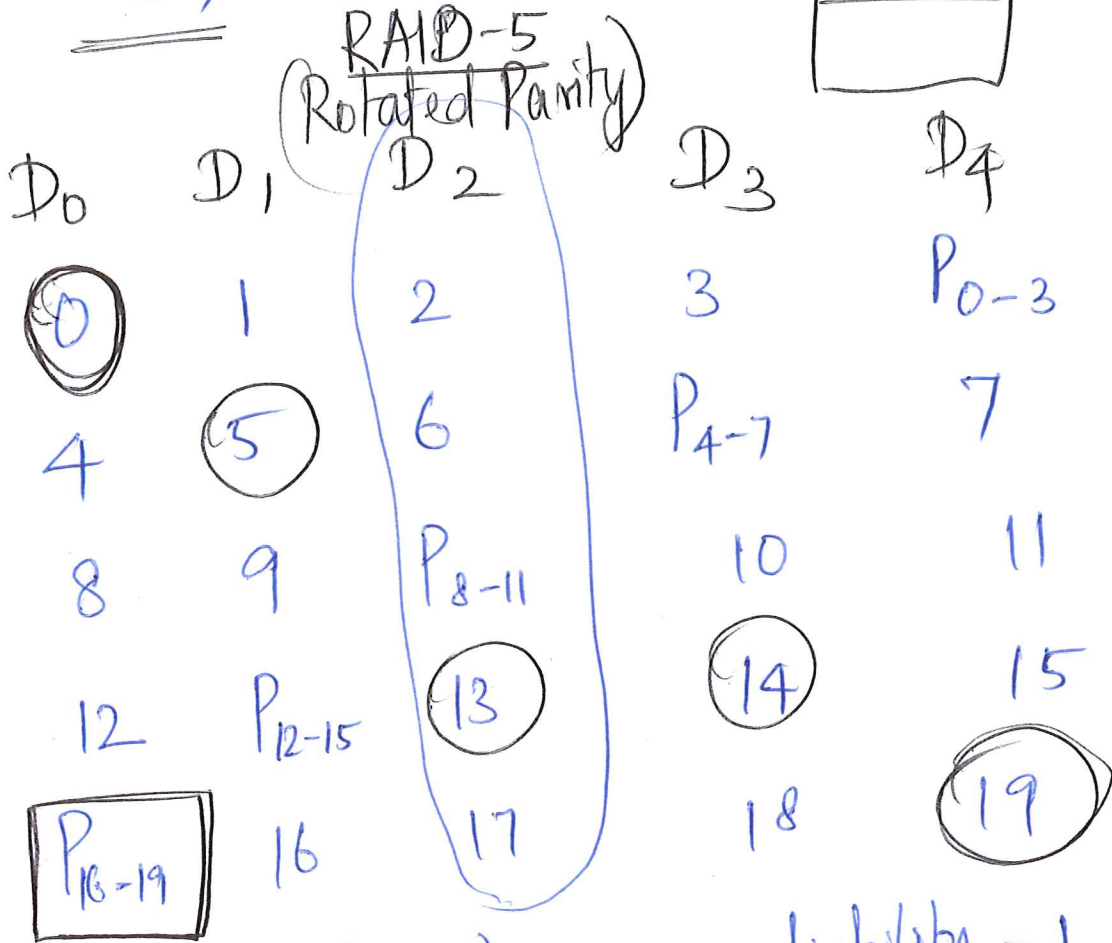 RAID-5
(Rotated Parity)
D0 D1 D2 D3 D4
0 1 2 3 P0-3
4 5 6 P4-7 7
8 9 P8-11 10 11
12 P12-15 13 14 15
P16-19 16 17 18 19